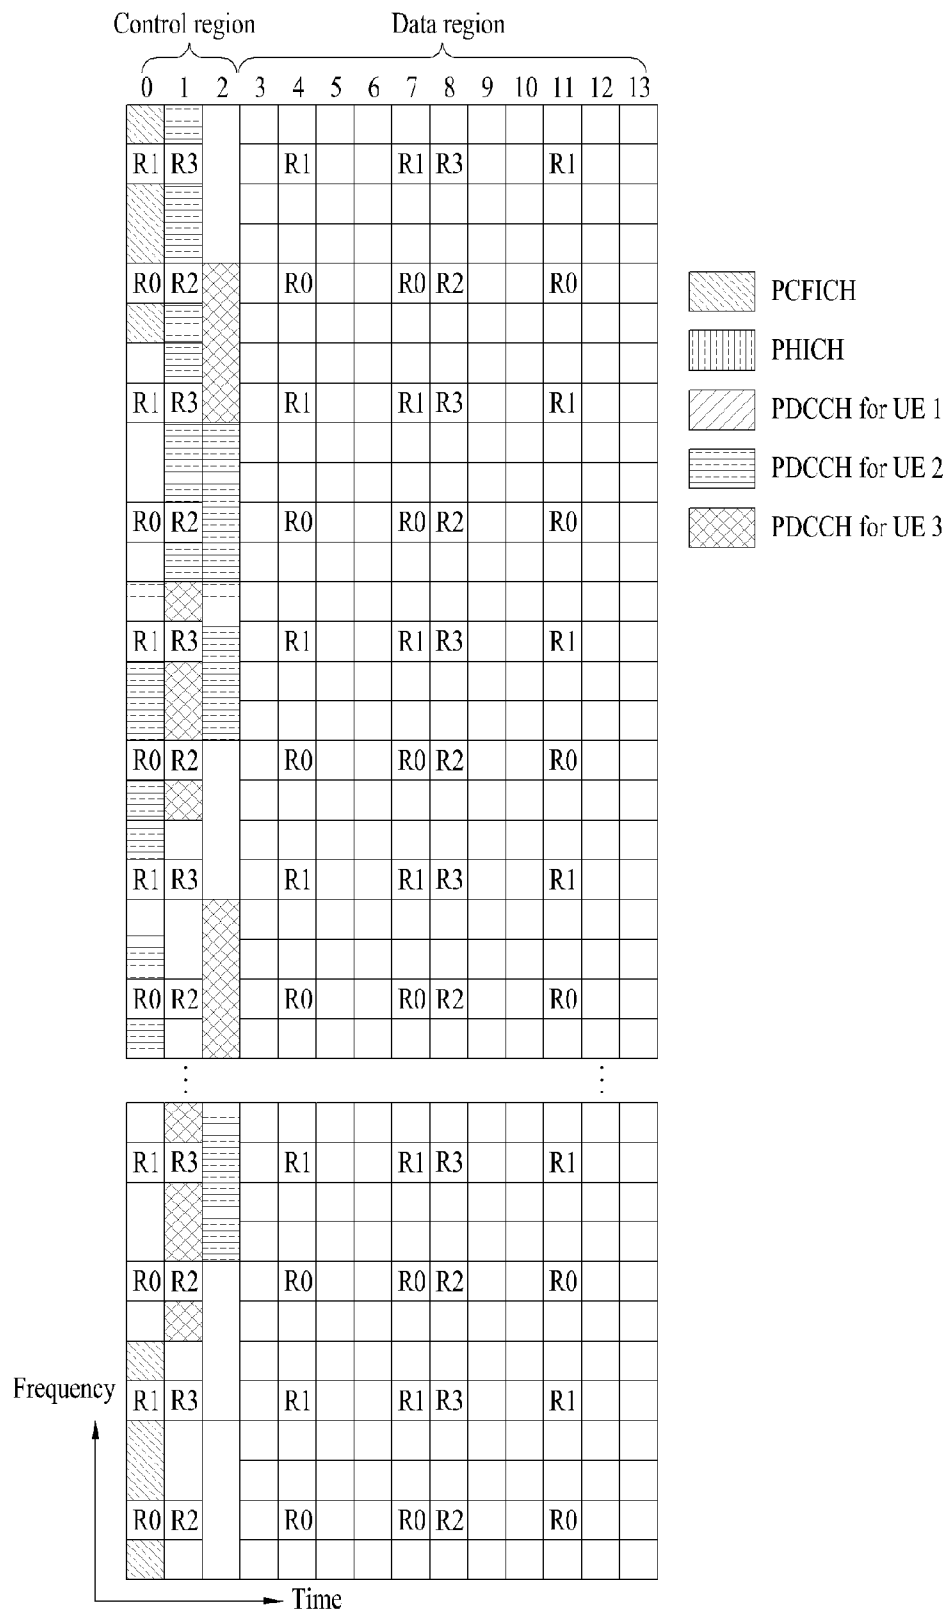 Control region Data region
0 1 2 3 4 5 6 7 8 9 10 11 12 13
R1 R3 R1 R1 R3 R1
R0 R2 R0 R0 R2 R0
PCFICH
PHICH
R1 R3 R1 R1 R3 R1
PDCCH for UE 1
PDCCH for UE 2
R0 R2 R0 R0 R2 R0
PDCCH for UE 3
R1 R3 R1 R1 R3 R1
R0 R2 R0 R0 R2 R0
R1 R3 R1 R1 R3 R1
R0 R2 R0 R0 R2 R0
R1 R3 R1 R1 R3 R1
R0 R2 R0 R0 R2 R0
Frequency
R1 R3 R1 R1 R3 R1
R0 R2 R0 R0 R2 R0
Time